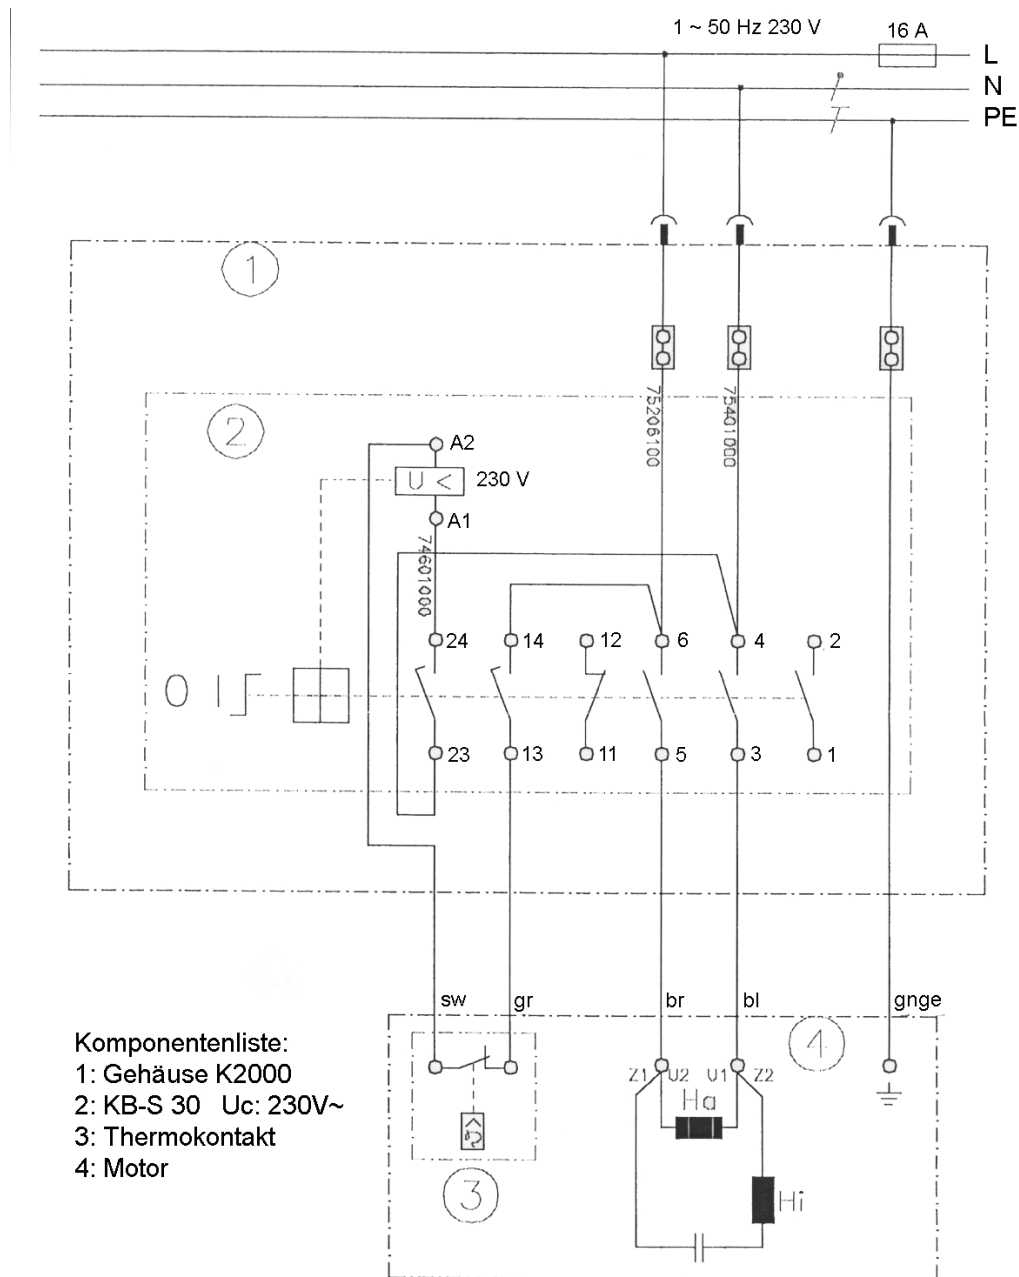 1 ~ 50 Hz 230 V
16 A
L
N
PE
1
2
75206100
75401000
A2
U <
230 V
A1
74601000
24
14
12
6
4
2
0 I
23
13
11
5
3
1
sw
gr
br
bl
gnge
4
Z1
U2
U1
Z2
Ha
Hi
3
Komponentenliste:
1: Gehäuse K2000
2: KB-S 30 Uc: 230V~
3: Thermokontakt
4: Motor